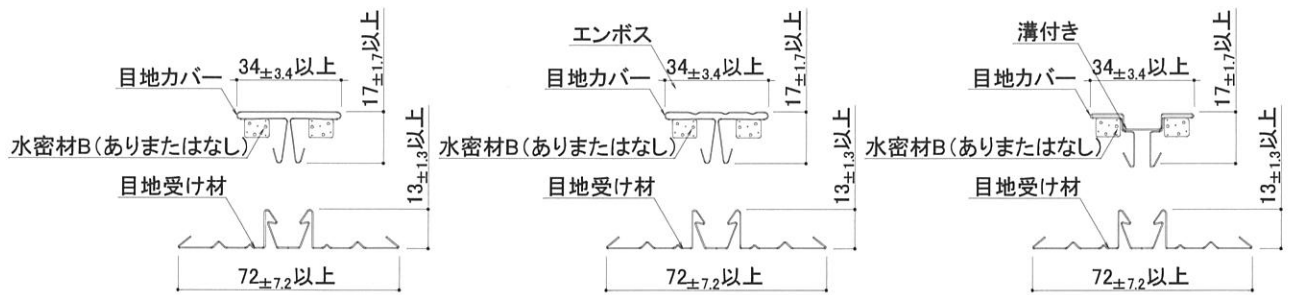 34±3.4以上
17±1.7以上
目地カバー
水密材B(ありまたはなし)
13±1.3以上
目地受け材
72±7.2以上
エンボス
34±3.4以上
17±1.7以上
目地カバー
水密材B(ありまたはなし)
13±1.3以上
目地受け材
72±7.2以上
溝付き
34±3.4以上
17±1.7以上
目地カバー
水密材B(ありまたはなし)
13±1.3以上
目地受け材
72±7.2以上